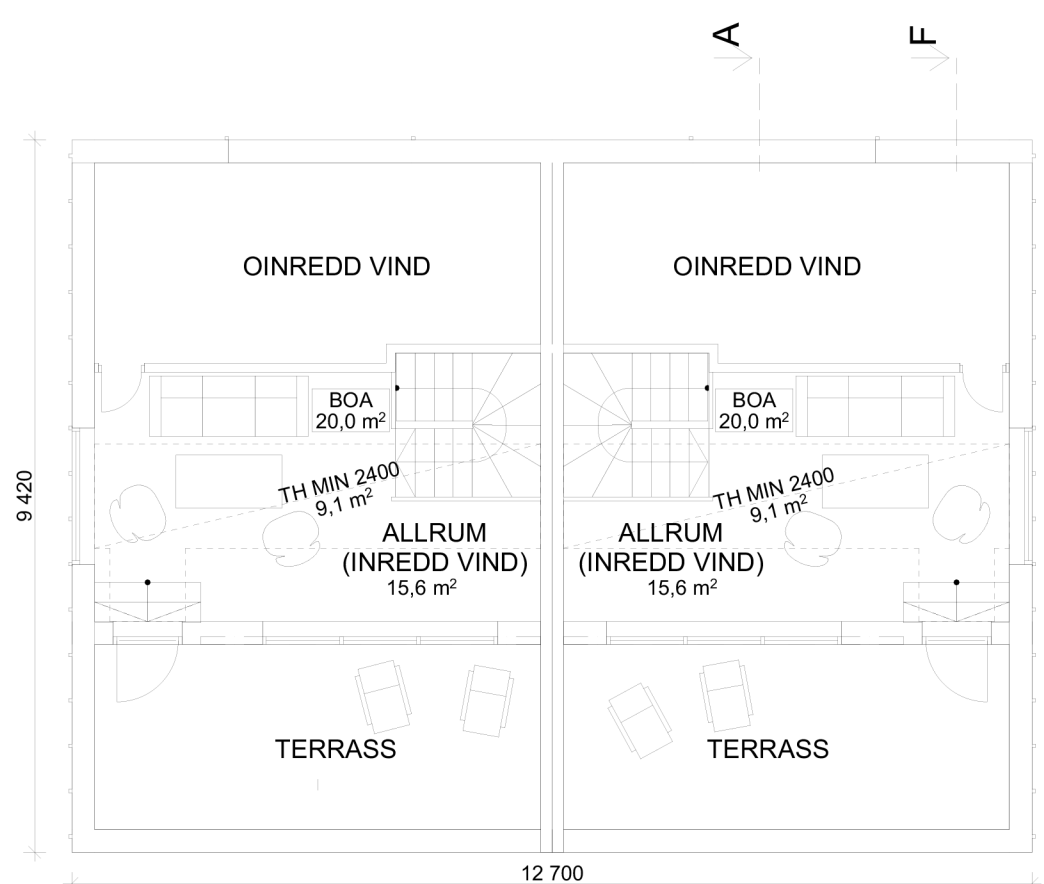 A
F
OINREDD VIND
OINREDD VIND
BOA
20,0 m²
BOA
20,0 m²
9 420
TH MIN 2400
9,1 m²
TH MIN 2400
9,1 m²
ALLRUM
(INREDD VIND)
15,6 m²
ALLRUM
(INREDD VIND)
15,6 m²
TERRASS
TERRASS
12 700